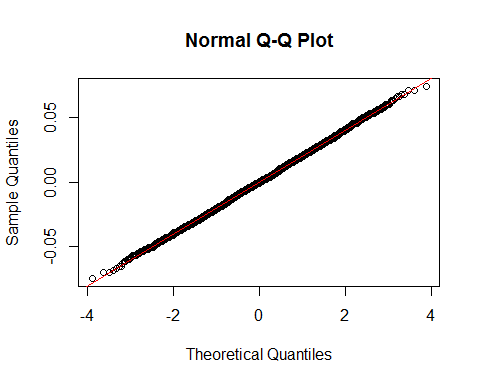 Normal Q-Q Plot
Sample Quantiles
0.05
0.00
-0.05
-4 -2 0 2 4
Theoretical Quantiles